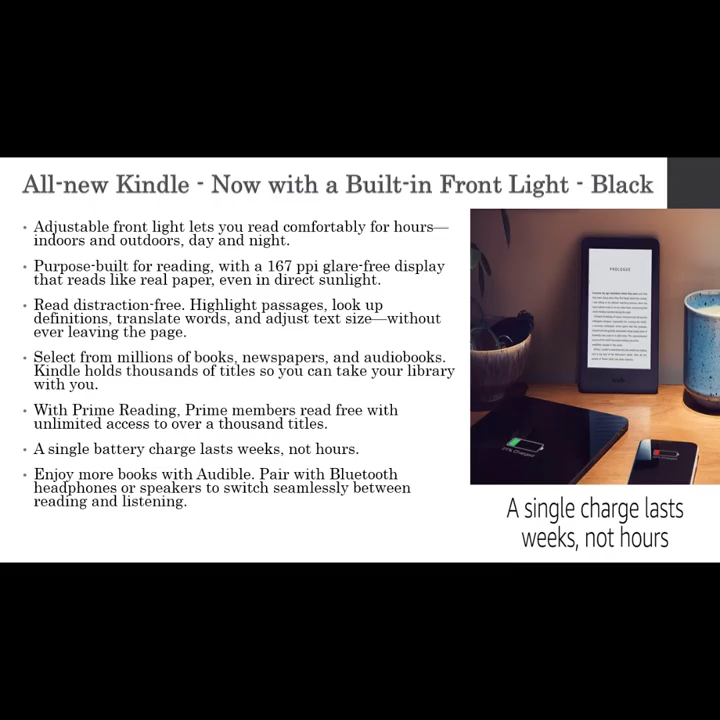 All-new Kindle - Now with a Built-in Front Light - Black
• Adjustable front light lets you read comfortably for hours—
indoors and outdoors, day and night.
• Purpose-built for reading, with a 167 ppi glare-free display
that reads like real paper, even in direct sunlight.
• Read distraction-free. Highlight passages, look up
definitions, translate words, and adjust text size—without
ever leaving the page.
• Select from millions of books, newspapers, and audiobooks.
Kindle holds thousands of titles so you can take your library
with you.
• With Prime Reading, Prime members read free with
unlimited access to over a thousand titles.
• A single battery charge lasts weeks, not hours.
• Enjoy more books with Audible. Pair with Bluetooth
headphones or speakers to switch seamlessly between
reading and listening.
PROLOGUE
kindle
A single charge lasts
weeks, not hours